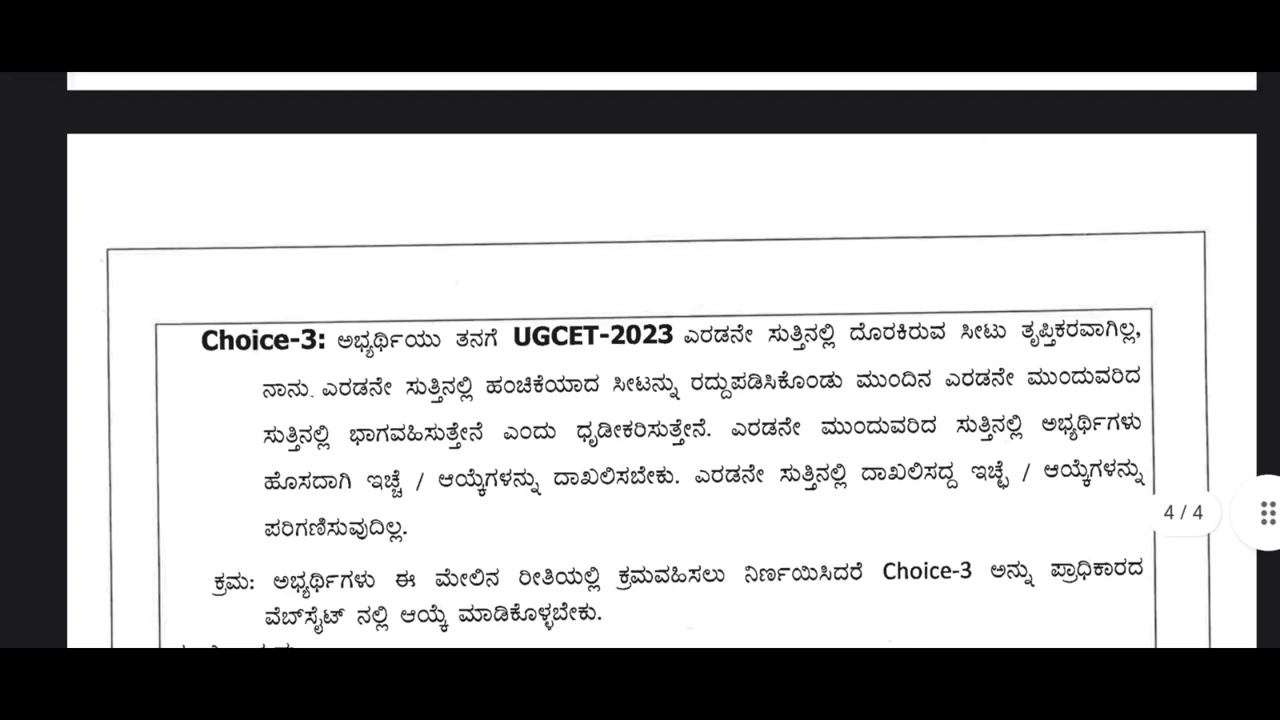 Choice-3: ಅಭ್ಯರ್ಥಿಯು ತನಗೆ UGCET-2023 ಎರಡನೇ ಸುತ್ತಿನಲ್ಲಿ ದೊರಕಿರುವ ಸೀಟು ತೃಪ್ತಿಕರವಾಗಿಲ್ಲ,
ನಾನು ಎರಡನೇ ಸುತ್ತಿನಲ್ಲಿ ಹಂಚಿಕೆಯಾದ ಸೀಟನ್ನು ರದ್ದುಪಡಿಸಿಕೊಂಡು ಮುಂದಿನ ಎರಡನೇ ಮುಂದುವರಿದ
ಸುತ್ತಿನಲ್ಲಿ ಭಾಗವಹಿಸುತ್ತೇನೆ ಎಂದು ಧೃಡೀಕರಿಸುತ್ತೇನೆ. ಎರಡನೇ ಮುಂದುವರಿದ ಸುತ್ತಿನಲ್ಲಿ ಅಭ್ಯರ್ಥಿಗಳು
ಹೊಸದಾಗಿ ಇಚ್ಚೆ / ಆಯ್ಕೆಗಳನ್ನು ದಾಖಲಿಸಬೇಕು. ಎರಡನೇ ಸುತ್ತಿನಲ್ಲಿ ದಾಖಲಿಸದ್ದ ಇಚ್ಛೆ / ಆಯ್ಕೆಗಳನ್ನು
ಪರಿಗಣಿಸುವುದಿಲ್ಲ.
4 / 4
ಕ್ರಮ: ಅಭ್ಯರ್ಥಿಗಳು ಈ ಮೇಲಿನ ರೀತಿಯಲ್ಲಿ ಕ್ರಮವಹಿಸಲು ನಿರ್ಣಯಿಸಿದರೆ Choice-3 ಅನ್ನು ಪ್ರಾಧಿಕಾರದ
ವೆಬ್‌ಸೈಟ್ ನಲ್ಲಿ ಆಯ್ಕೆ ಮಾಡಿಕೊಳ್ಳಬೇಕು.